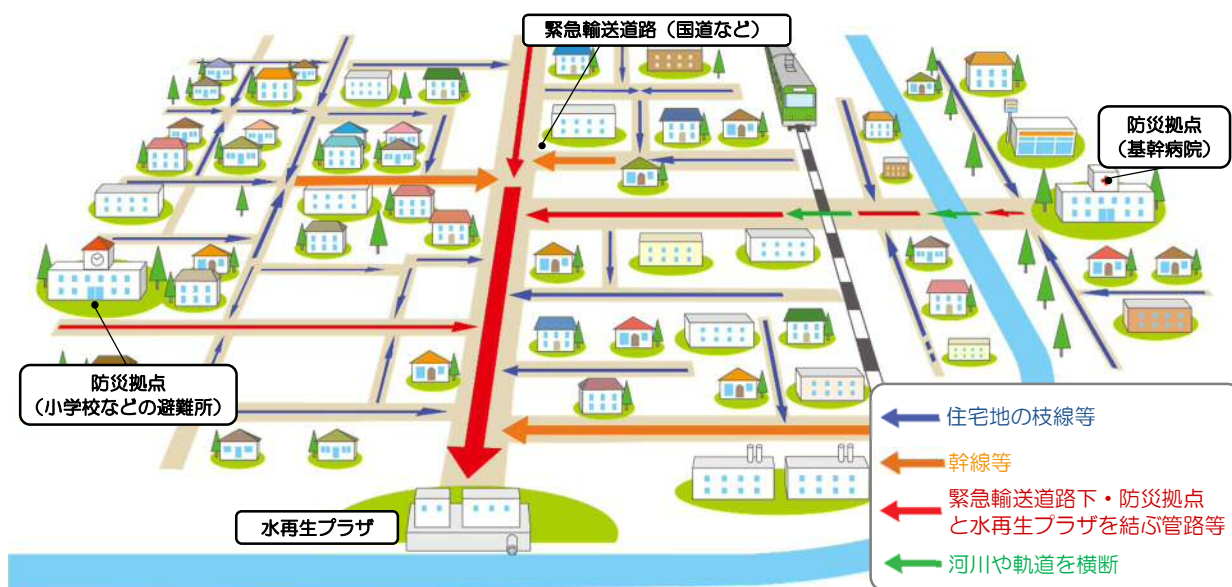 緊急輸送道路（国道など）
防災拠点
（基幹病院）
防災拠点
（小学校などの避難所）
水再生プラザ
住宅地の枝線等
幹線等
緊急輸送道路下・防災拠点
と水再生プラザを結ぶ管路等
河川や軌道を横断